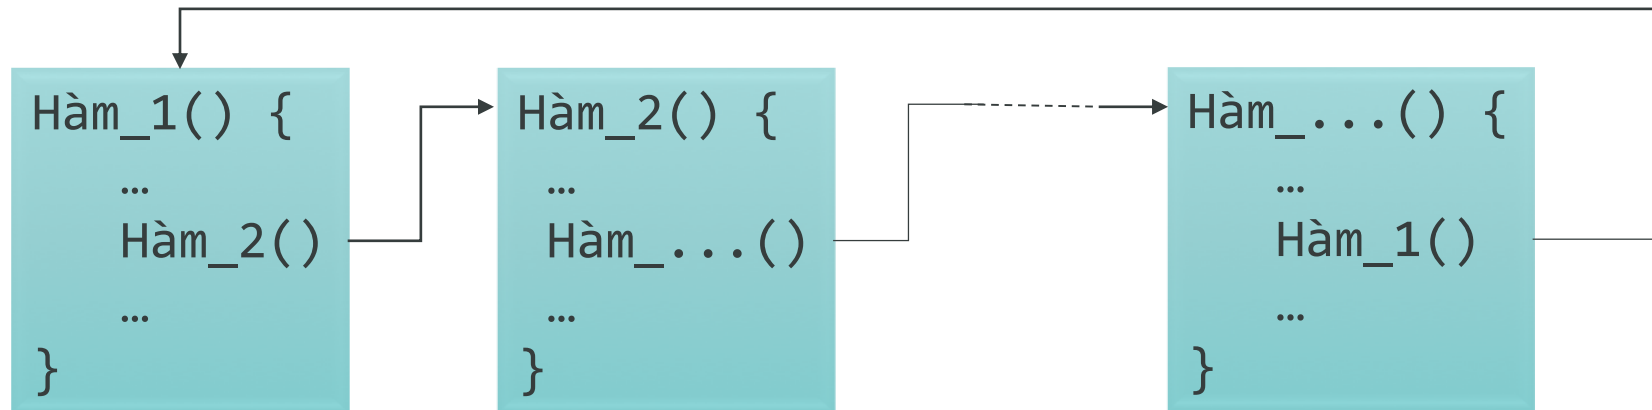 Hàm_1() {
…
Hàm_2()
…
}
Hàm_2() {
…
Hàm_...()
…
}
Hàm_...() {
…
Hàm_1()
…
}